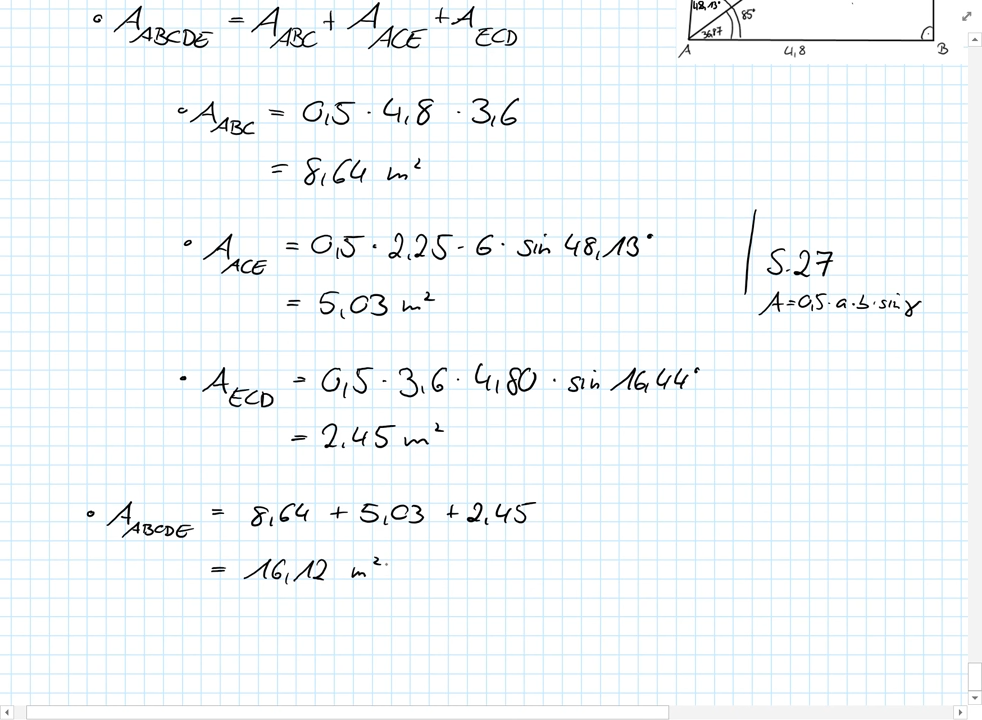 A_ABCDE = A_ABC + A_ACE + A_ECD
48,13°
85°
36,87
A 4,8 B
A_ABC = 0,5 · 4,8 · 3,6
= 8,64 m²
A_ACE = 0,5 · 2,25 · 6 · sin 48,13°
= 5,03 m²
S.27
A=0,5·a·b·sin γ
A_ECD = 0,5 · 3,6 · 4,80 · sin 16,44°
= 2,45 m²
A_ABCDE = 8,64 + 5,03 + 2,45
= 16,12 m²